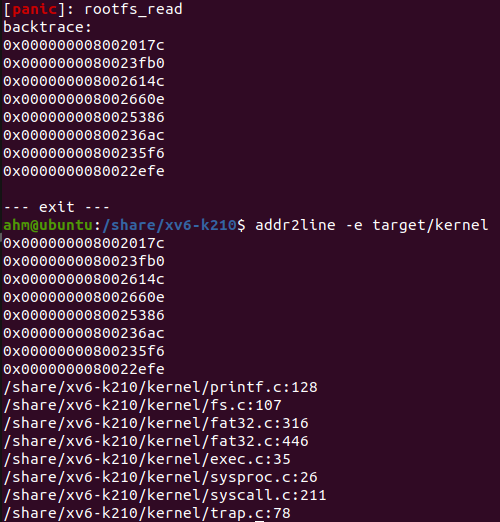 [panic]: rootfs_read
backtrace:
0x000000008002017c
0x0000000080023fb0
0x000000008002614c
0x000000008002660e
0x0000000080025386
0x00000000800236ac
0x00000000800235f6
0x0000000080022efe
--- exit ---
ahm@ubuntu:/share/xv6-k210$ addr2line -e target/kernel
0x000000008002017c
0x0000000080023fb0
0x000000008002614c
0x000000008002660e
0x0000000080025386
0x00000000800236ac
0x00000000800235f6
0x0000000080022efe
/share/xv6-k210/kernel/printf.c:128
/share/xv6-k210/kernel/fs.c:107
/share/xv6-k210/kernel/fat32.c:316
/share/xv6-k210/kernel/fat32.c:446
/share/xv6-k210/kernel/exec.c:35
/share/xv6-k210/kernel/sysproc.c:26
/share/xv6-k210/kernel/syscall.c:211
/share/xv6-k210/kernel/trap.c:78